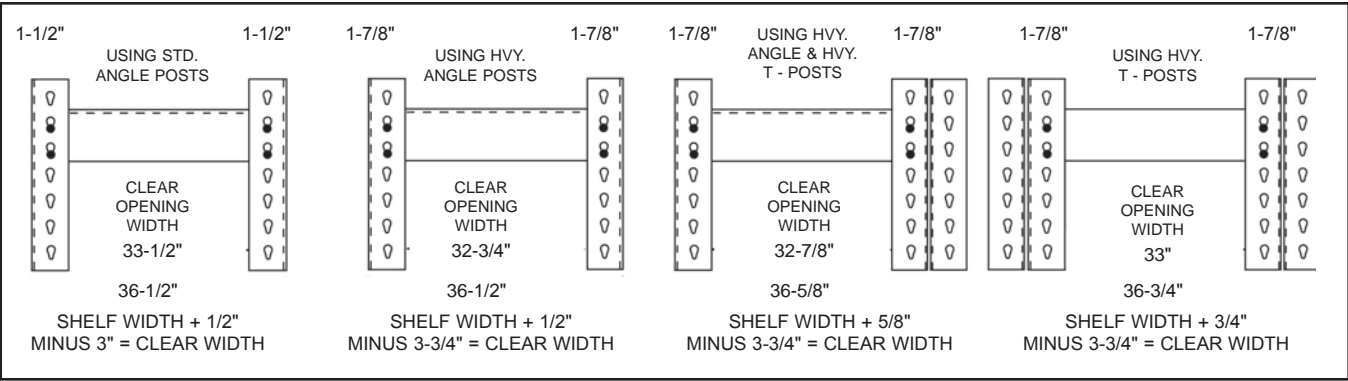 1-1/2" 1-1/2"
USING STD.
ANGLE POSTS
CLEAR
OPENING
WIDTH
33-1/2"
36-1/2"
SHELF WIDTH + 1/2"
MINUS 3" = CLEAR WIDTH
1-7/8" 1-7/8"
USING HVY.
ANGLE POSTS
CLEAR
OPENING
WIDTH
32-3/4"
36-1/2"
SHELF WIDTH + 1/2"
MINUS 3-3/4" = CLEAR WIDTH
1-7/8" 1-7/8"
USING HVY.
ANGLE & HVY.
T - POSTS
CLEAR
OPENING
WIDTH
32-7/8"
36-5/8"
SHELF WIDTH + 5/8"
MINUS 3-3/4" = CLEAR WIDTH
1-7/8" 1-7/8"
USING HVY.
T - POSTS
CLEAR
OPENING
WIDTH
33"
36-3/4"
SHELF WIDTH + 3/4"
MINUS 3-3/4" = CLEAR WIDTH